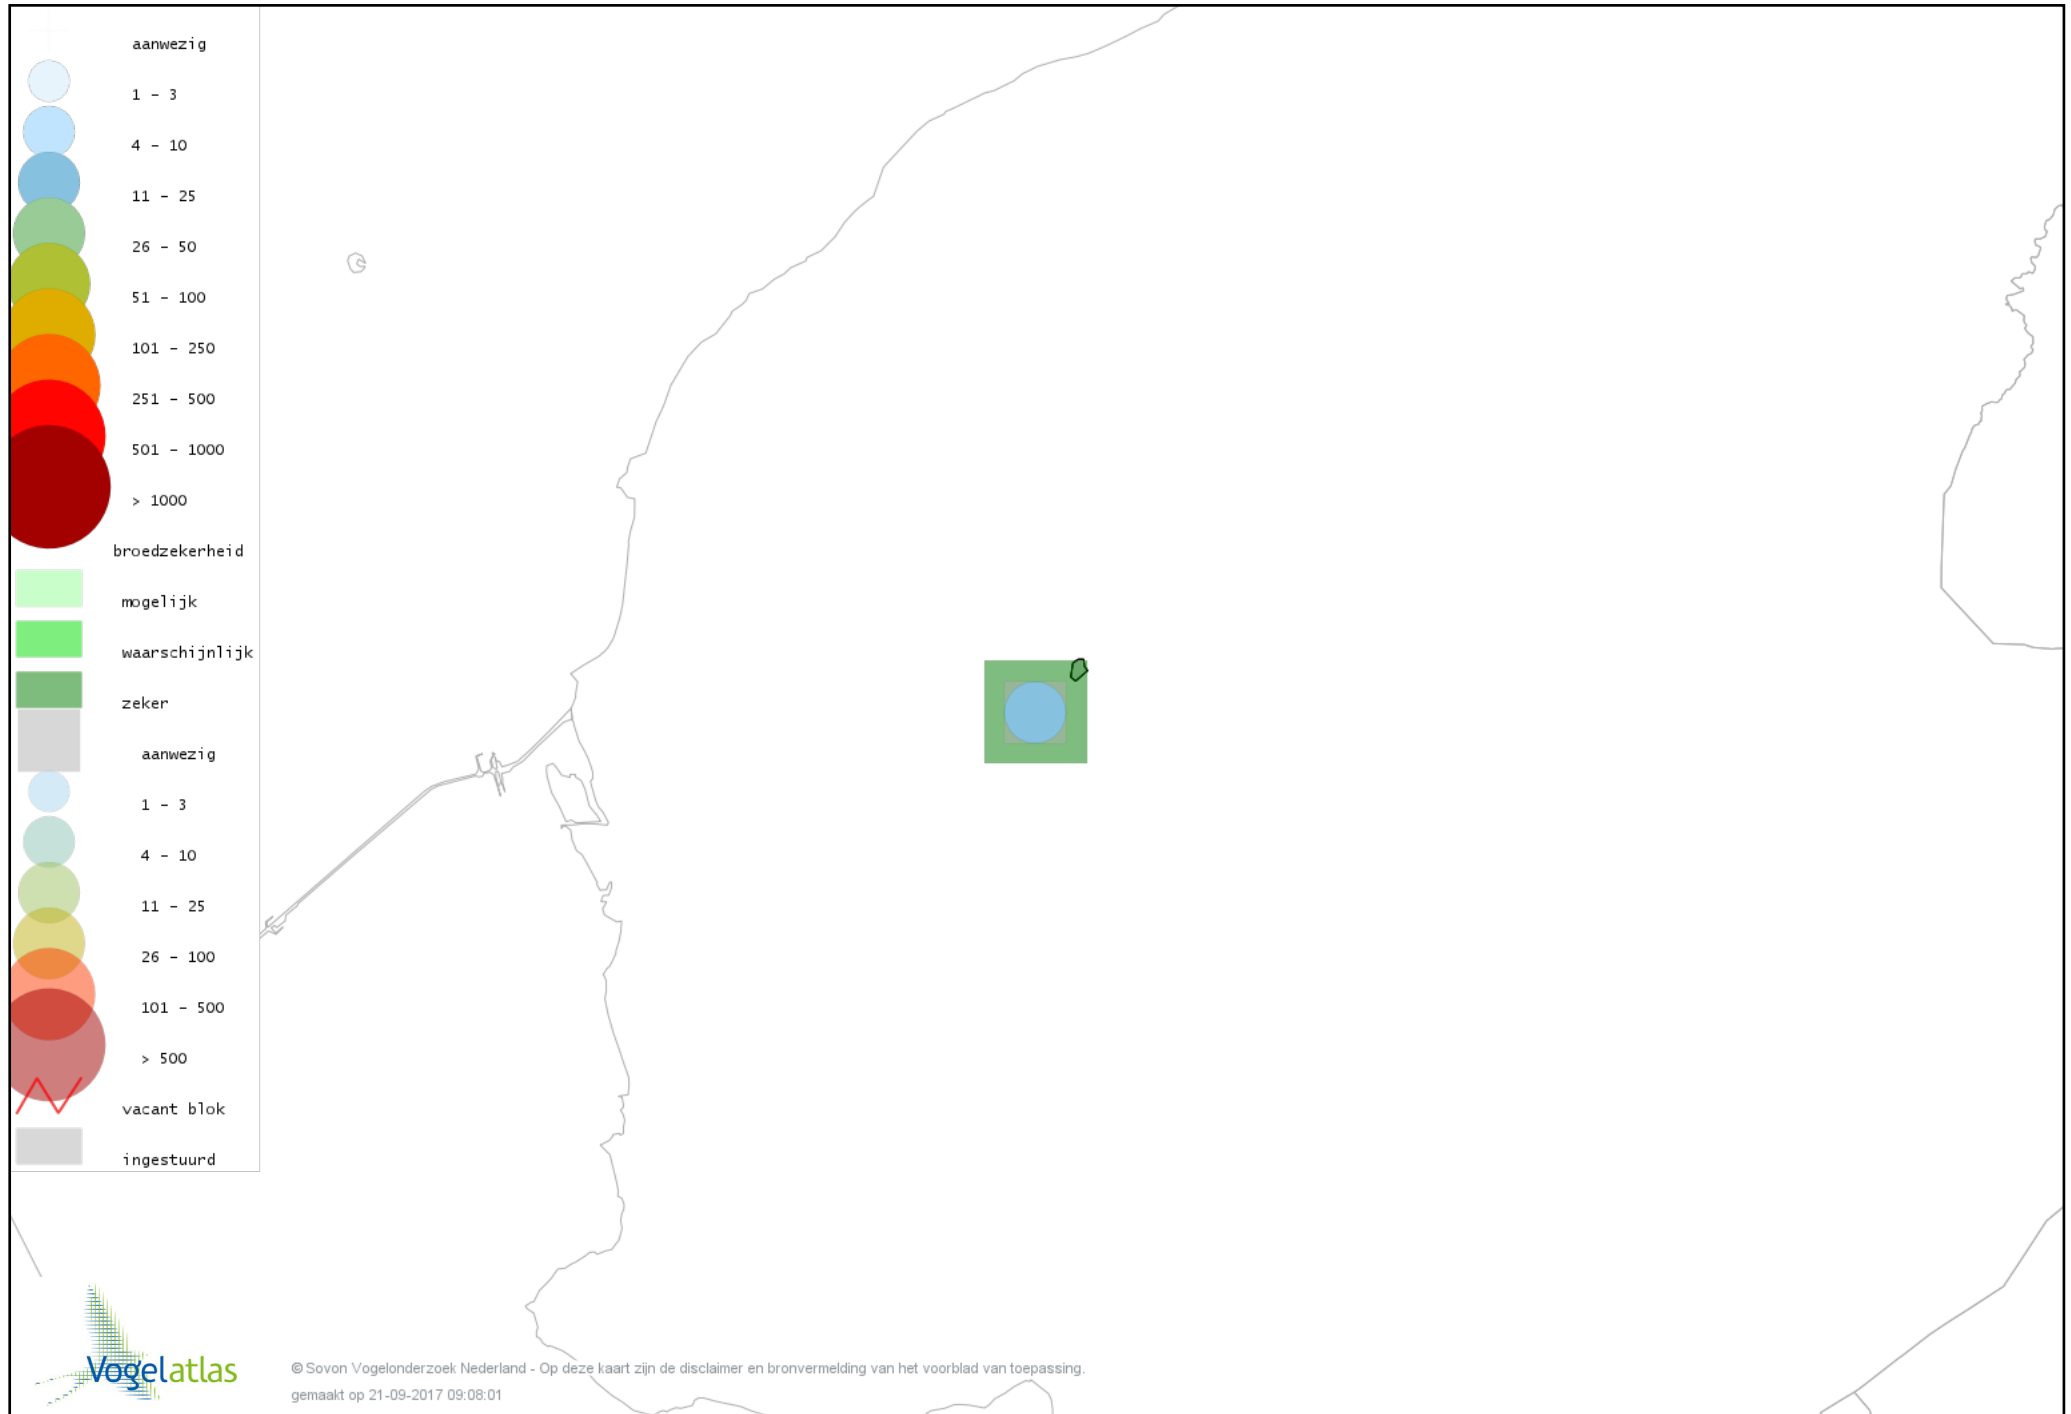 aanwezig
1 - 3
4 - 10
11 - 25
26 - 50
51 - 100
101 - 250
251 - 500
501 - 1000
> 1000
broedzekerheid
mogelijk
waarschijnlijk
zeker
aanwezig
1 - 3
4 - 10
11 - 25
26 - 100
101 - 500
> 500
vacant blok
ingestuurd
Vogelatlas
© Sovon Vogelonderzoek Nederland - Op deze kaart zijn de disclaimer en bronvermelding van het voorblad van toepassing.
gemaakt op 21-09-2017 09:08:01